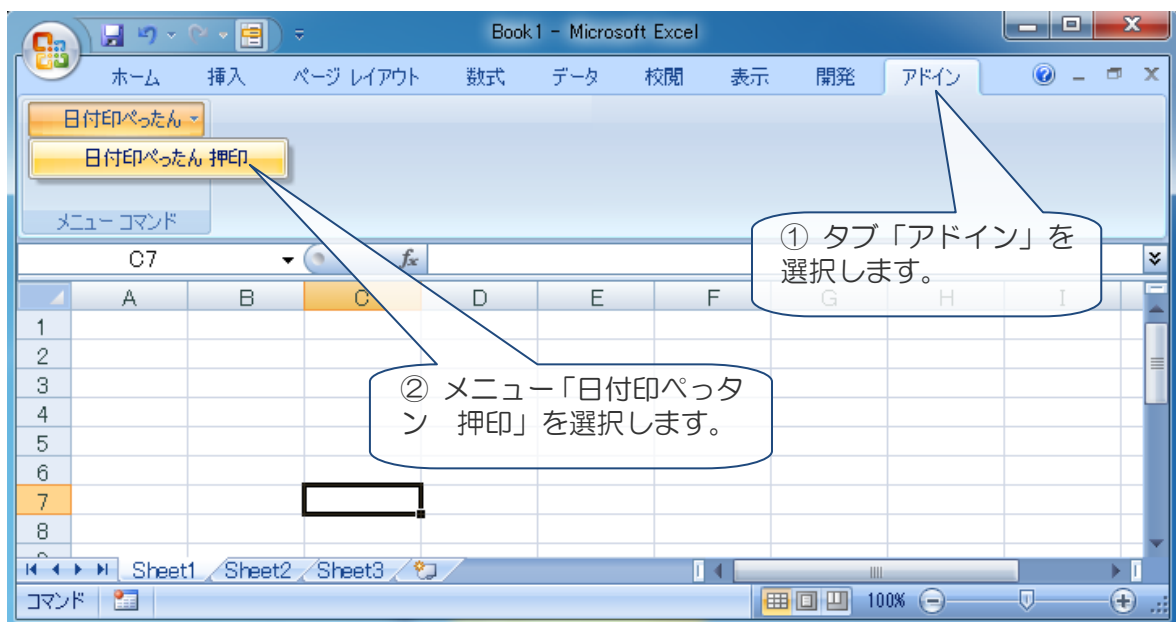 Book1 - Microsoft Excel
ホーム 挿入 ページ レイアウト 数式 データ 校閲 表示 開発 アドイン
日付印ぺったん
日付印ぺったん 押印
メニュー コマンド
① タブ「アドイン」を
選択します。
C7 fx
A B C D E F G H I
1
2
3
② メニュー「日付印ぺっタ
ン 押印」を選択します。
4
5
6
7
8
Sheet1 Sheet2 Sheet3
コマンド 100%